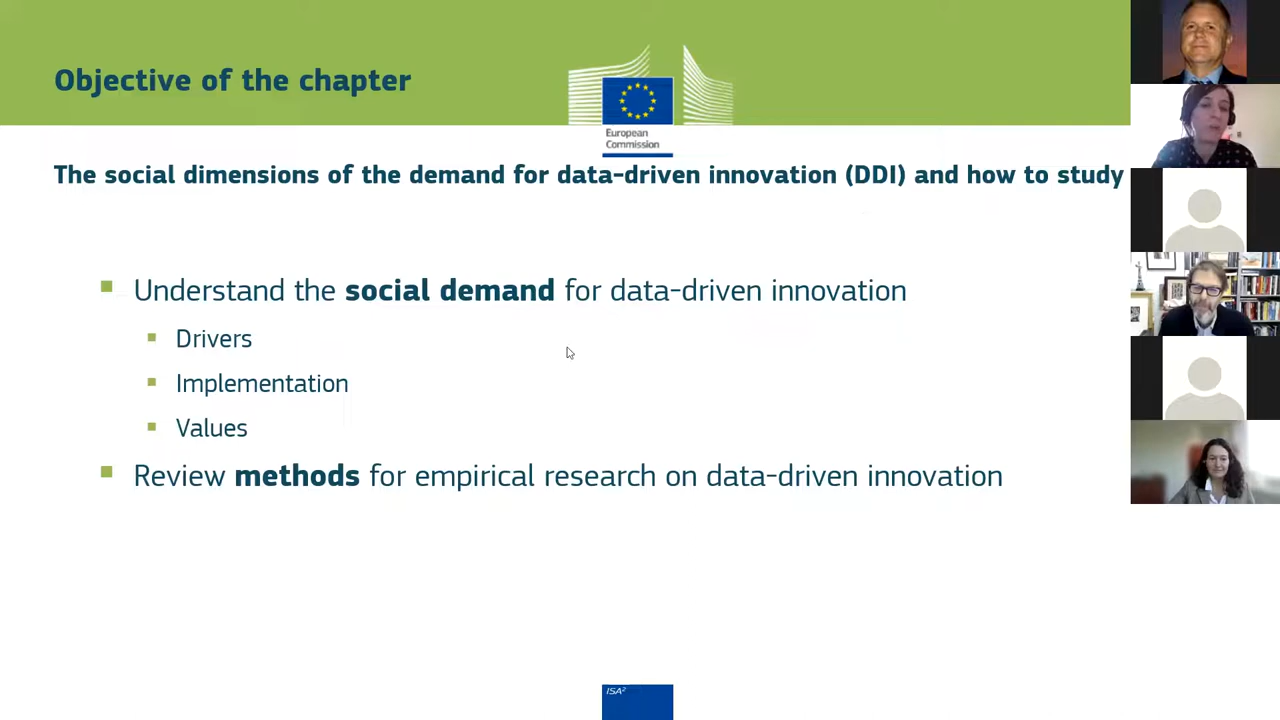 Objective of the chapter
European
Commission
The social dimensions of the demand for data-driven innovation (DDI) and how to study
Understand the social demand for data-driven innovation
Drivers
Implementation
Values
Review methods for empirical research on data-driven innovation
ISA²